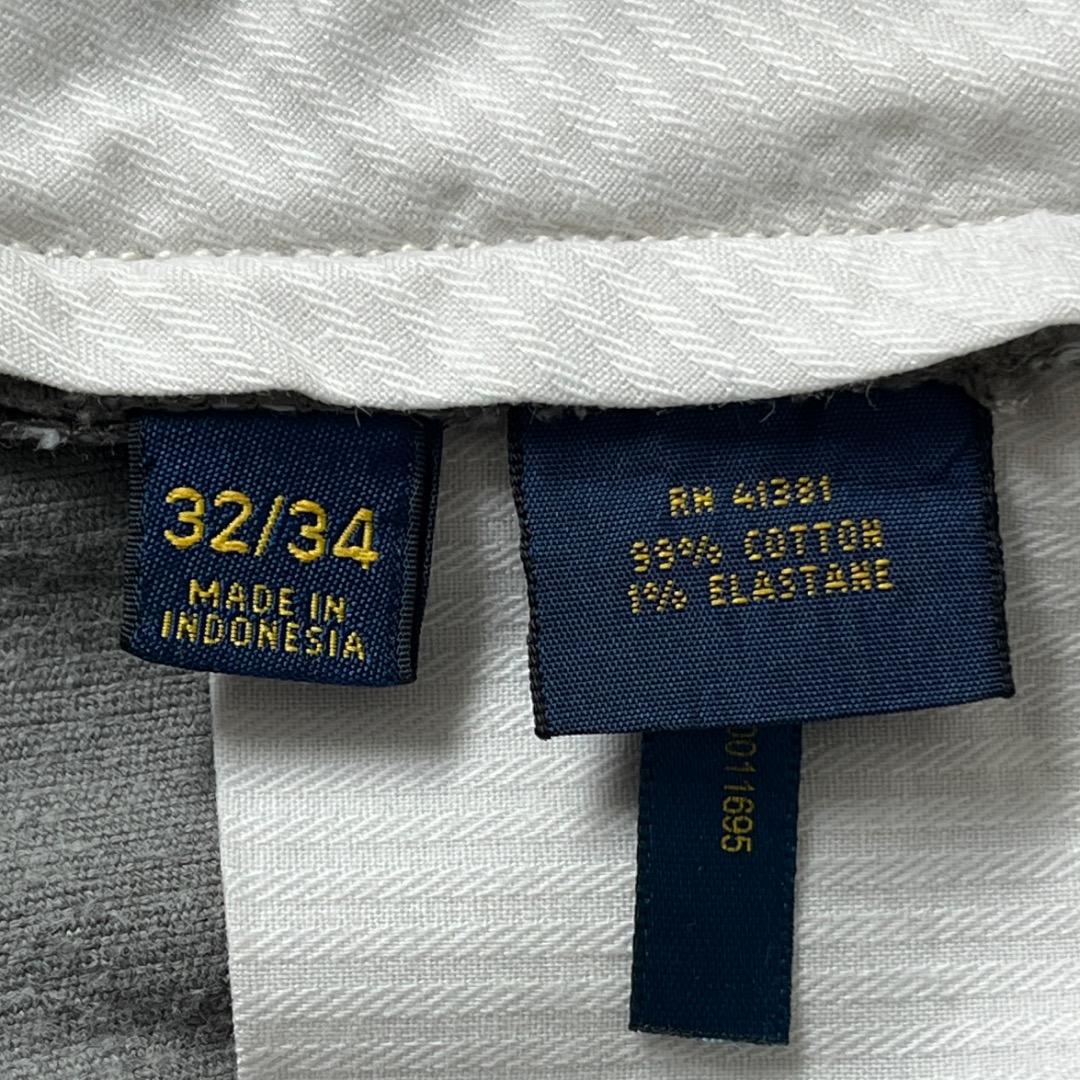 32/34
MADE IN
INDONESIA
RN 41381
99% COTTON
1% ELASTANE
0011695